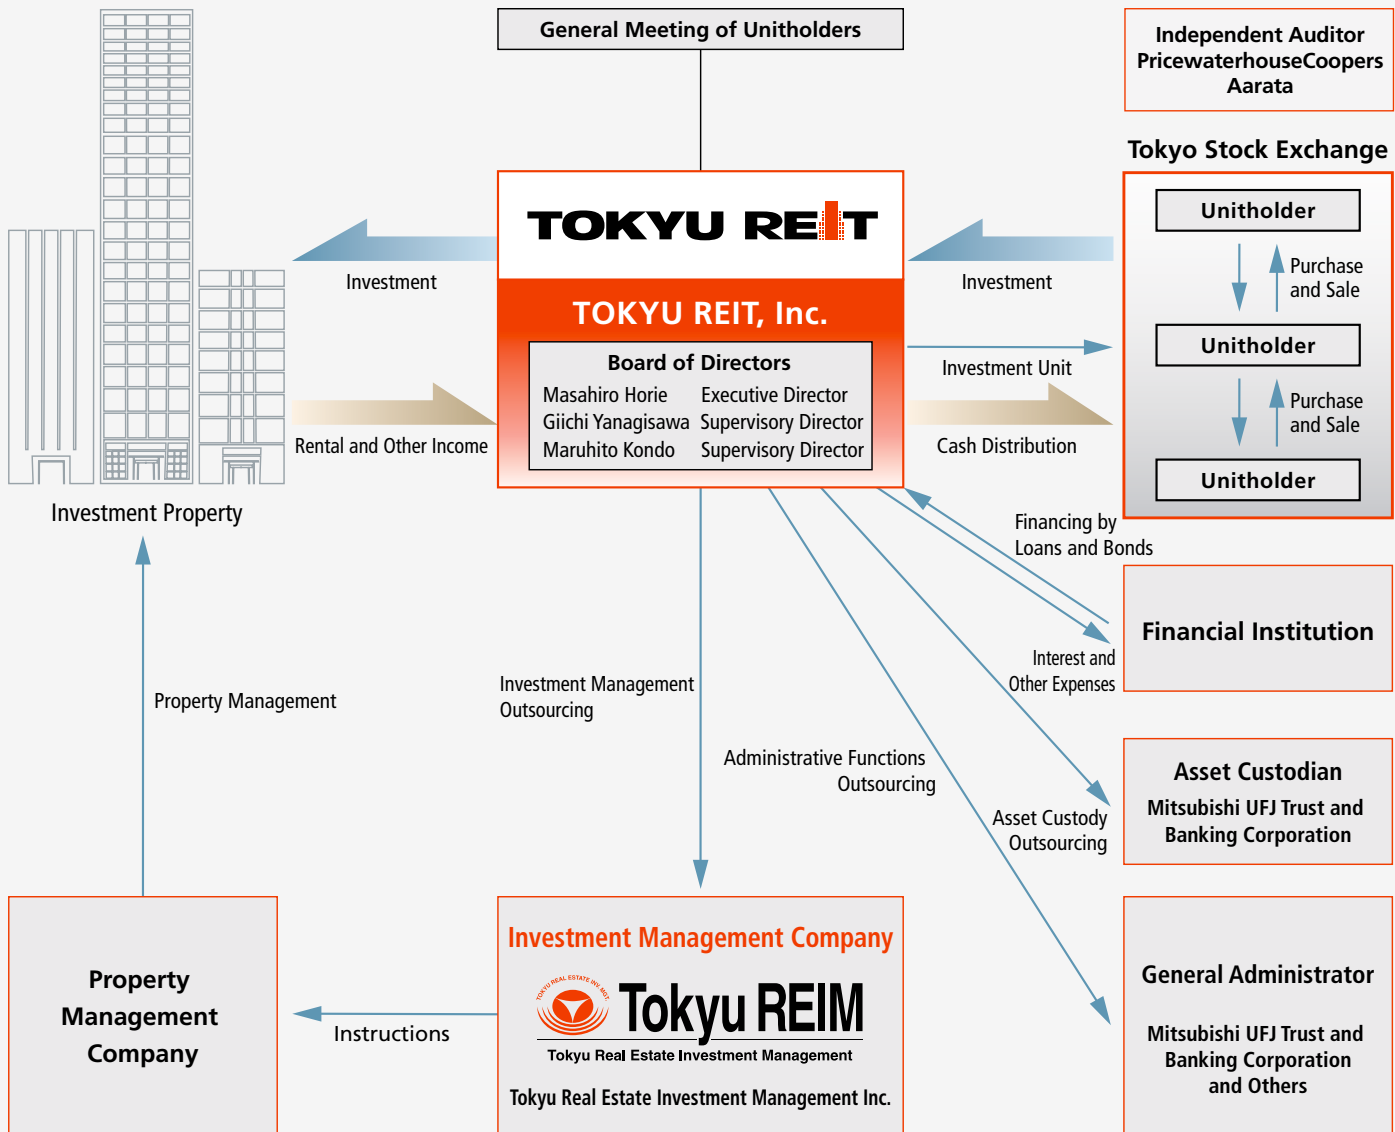 General Meeting of Unitholders
Independent Auditor
PricewaterhouseCoopers
Aarata
Tokyo Stock Exchange
Unitholder
Purchase
and Sale
Unitholder
Purchase
and Sale
Unitholder
TOKYU REIT
TOKYU REIT, Inc.
Board of Directors
Masahiro Horie Executive Director
Giichi Yanagisawa Supervisory Director
Maruhito Kondo Supervisory Director
Investment
Rental and Other Income
Investment
Investment Unit
Cash Distribution
Investment Property
Financing by
Loans and Bonds
Financial Institution
Interest and
Other Expenses
Property Management
Investment Management
Outsourcing
Administrative Functions
Outsourcing
Asset Custody
Outsourcing
Asset Custodian
Mitsubishi UFJ Trust and
Banking Corporation
Property
Management
Company
Instructions
Investment Management Company
TOKYU REAL ESTATE INV. MGT.
Tokyu REIM
Tokyu Real Estate Investment Management
Tokyu Real Estate Investment Management Inc.
General Administrator
Mitsubishi UFJ Trust and
Banking Corporation
and Others